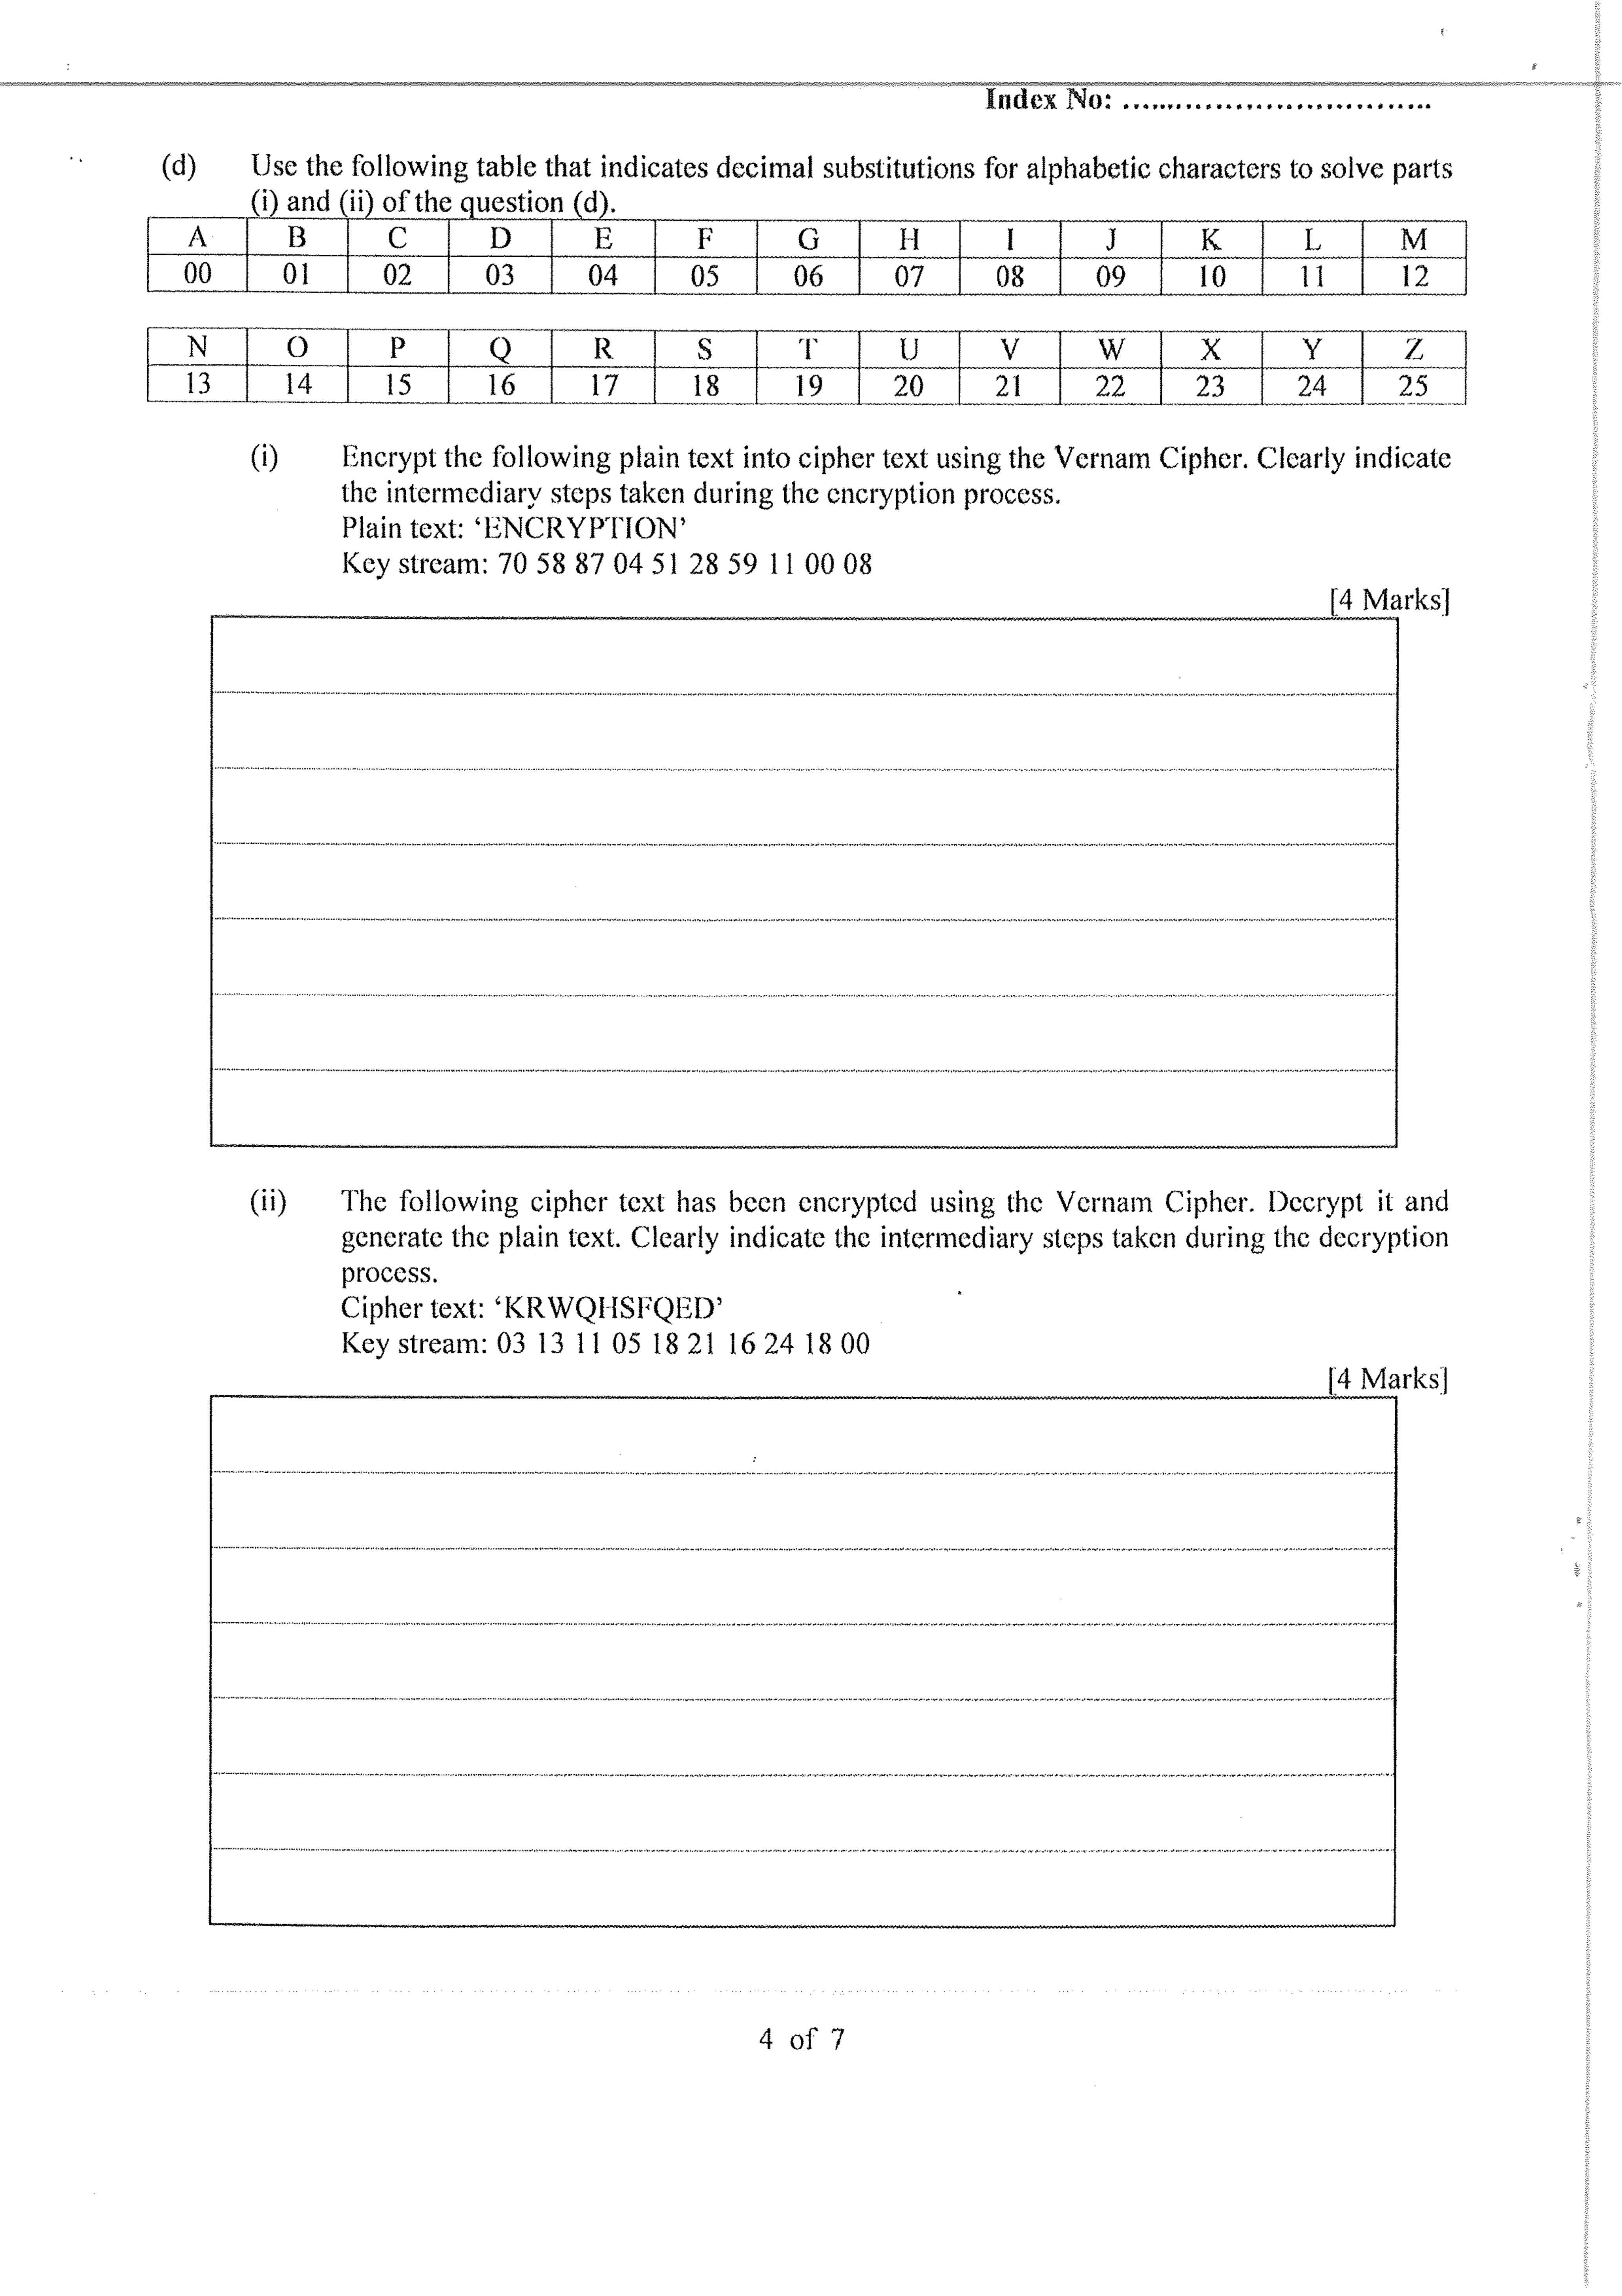 Index No: ................................
(d) Use the following table that indicates decimal substitutions for alphabetic characters to solve parts
(i) and (ii) of the question (d).
A B C D E F G H I J K L M
00 01 02 03 04 05 06 07 08 09 10 11 12
N O P Q R S T U V W X Y Z
13 14 15 16 17 18 19 20 21 22 23 24 25
(i) Encrypt the following plain text into cipher text using the Vernam Cipher. Clearly indicate
the intermediary steps taken during the encryption process.
Plain text: ‘ENCRYPTION’
Key stream: 70 58 87 04 51 28 59 11 00 08
[4 Marks]
(ii) The following cipher text has been encrypted using the Vernam Cipher. Decrypt it and
generate the plain text. Clearly indicate the intermediary steps taken during the decryption
process.
Cipher text: ‘KRWQHSFQED’
Key stream: 03 13 11 05 18 21 16 24 18 00
[4 Marks]
4 of 7